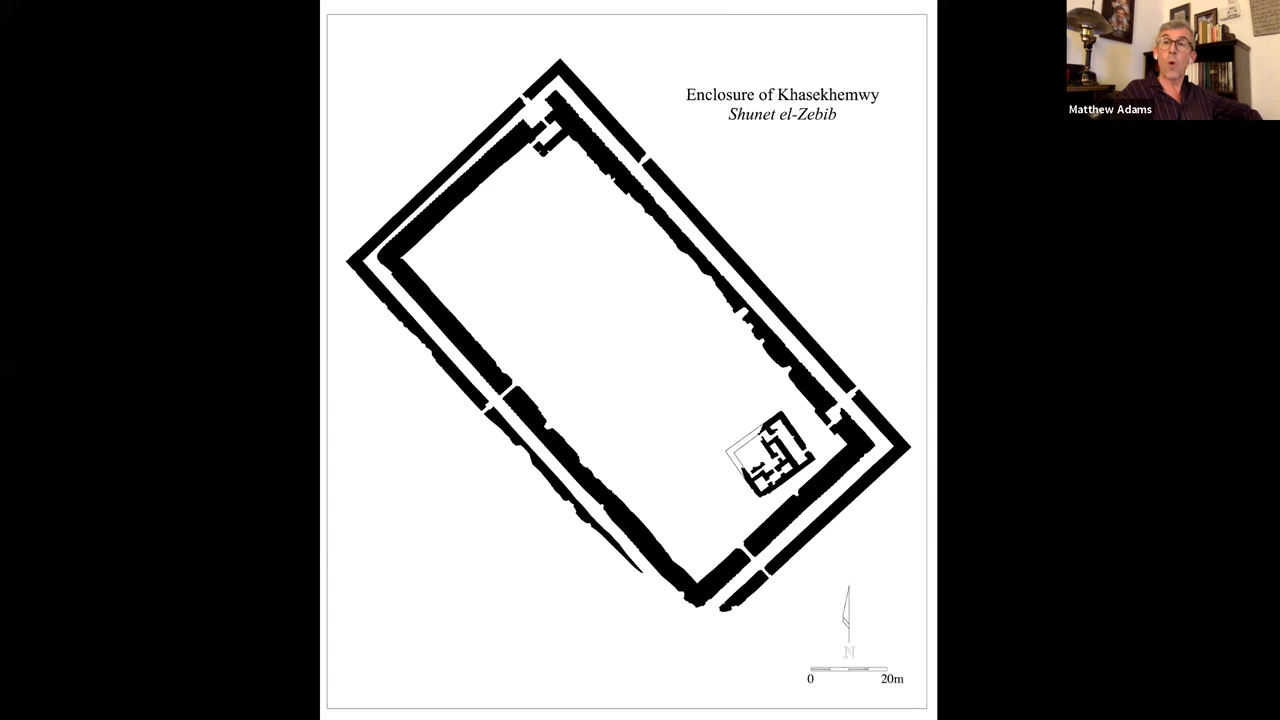 Enclosure of Khasekhemwy
Shunet el-Zebib
Matthew Adams
N
0 20m